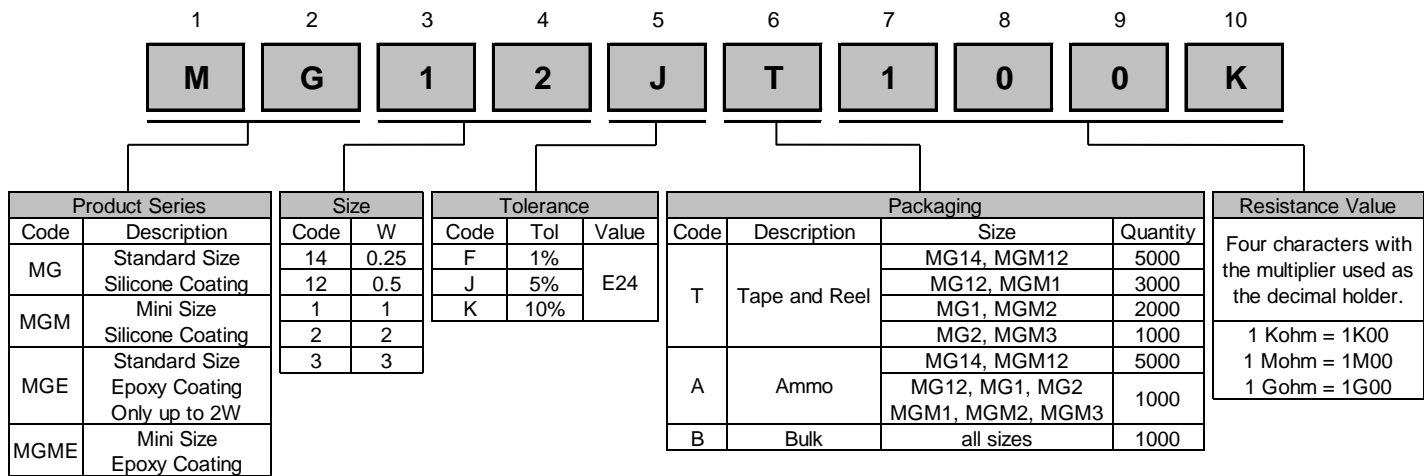 1 2 3 4 5 6 7 8 9 10
M G 1 2 J T 1 0 0 K
Product Series
Code Description
MG Standard Size
Silicone Coating
MGM Mini Size
Silicone Coating
MGE Standard Size
Epoxy Coating
Only up to 2W
MGME Mini Size
Epoxy Coating
Size
Code W
14 0.25
12 0.5
1 1
2 2
3 3
Tolerance
Code Tol Value
F 1% E24
J 5%
K 10%
Packaging
Code Description Size Quantity
T Tape and Reel MG14, MGM12 5000
MG12, MGM1 3000
MG1, MGM2 2000
MG2, MGM3 1000
A Ammo MG14, MGM12 5000
MG12, MG1, MG2 1000
MGM1, MGM2, MGM3
B Bulk all sizes 1000
Resistance Value
Four characters with
the multiplier used as
the decimal holder.
1 Kohm = 1K00
1 Mohm = 1M00
1 Gohm = 1G00